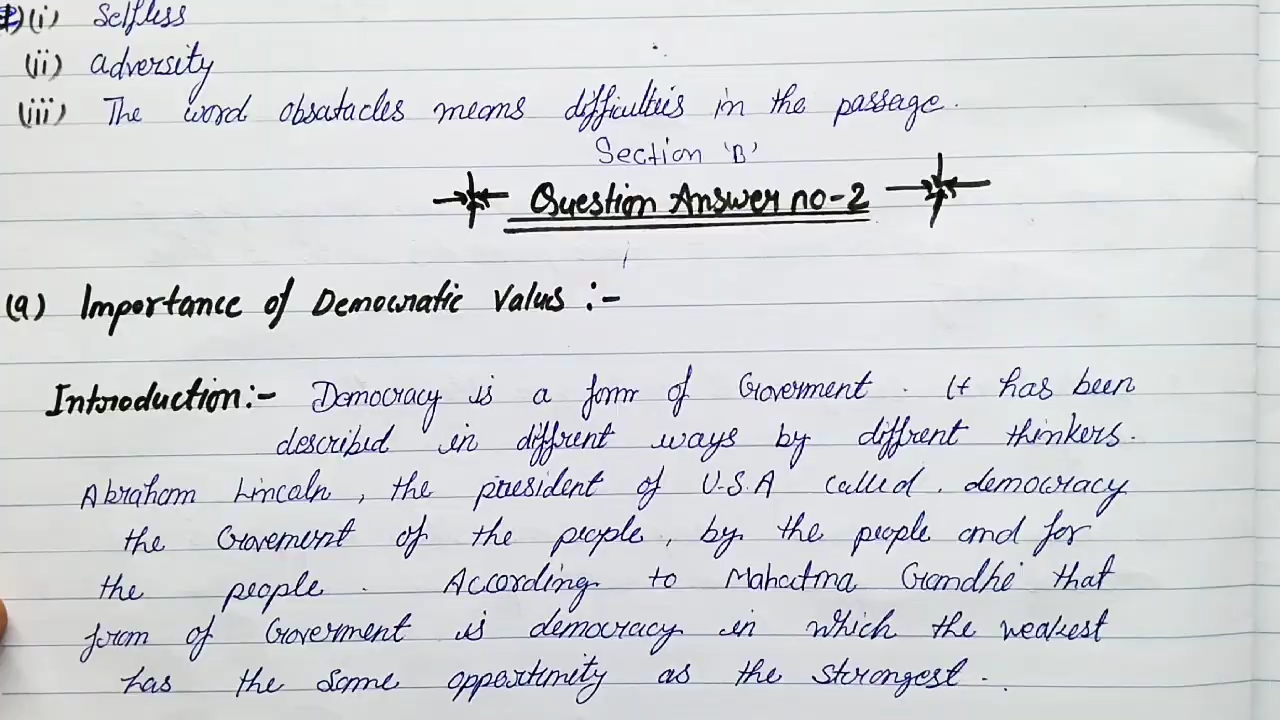 (i) Selfless
(ii) adversity
(iii) The word obsatacles means difficulties in the passage.
Section 'B'
Question Answer no-2
(a) Importance of Democratic Values :-
Introduction:- Democracy is a form of Goverment. It has been
described in diffrent ways by diffrent thinkers.
Abraham Lincaln, the president of U.S.A called. democracy
the Govement of the people, by the people and for
the people. According to Mahatma Gandhi that
form of Goverment is democracy in which the weakest
has the same opportunity as the strongest.